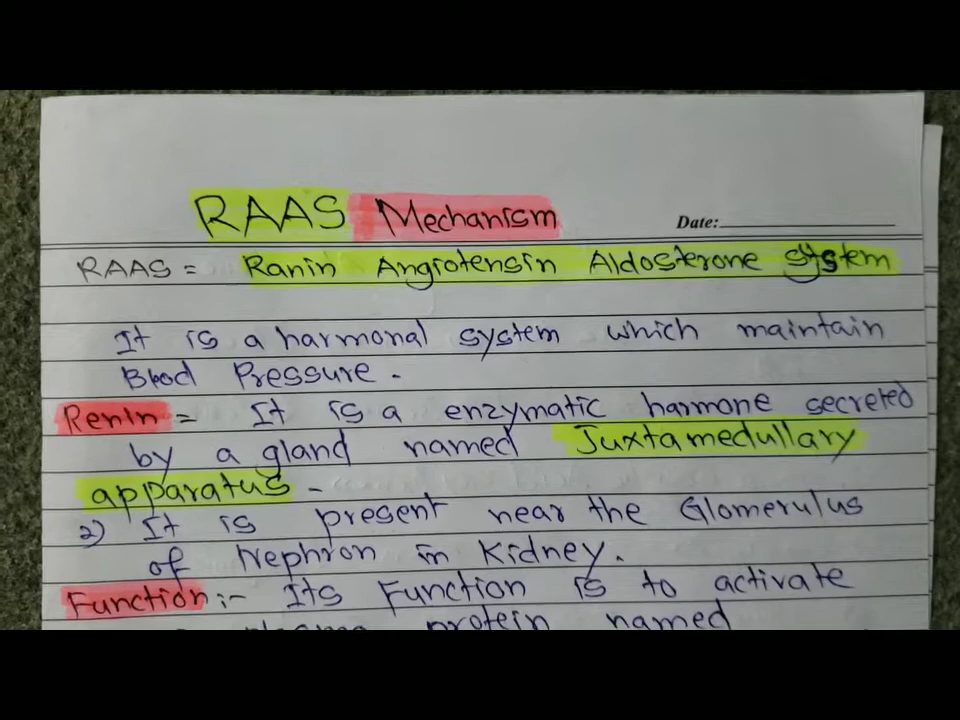 RAAS Mechanism
Date:
RAAS = Ranin Angiotensin Aldosterone system
It is a harmonal system which maintain
Blood Pressure.
Renin = It is a enzymatic harmone secreted
by a gland named Juxtamedullary
apparatus -
2) It is present near the Glomerulus
of Nephron in Kidney.
Function :- Its Function is to activate
plasma protein named